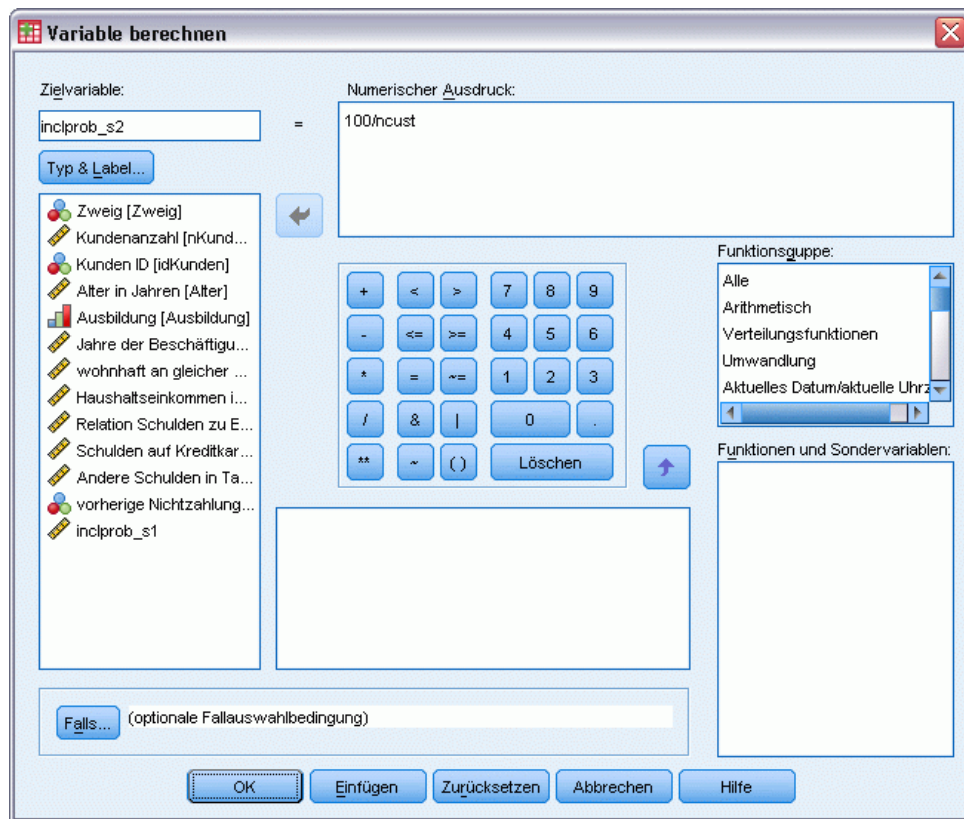 Variable berechnen
Zielvariable:
inclprob_s2
=
Numerischer Ausdruck:
100/ncust
Typ & Label...
Zweig [Zweig]
Kundenanzahl [nKund...
Kunden ID [idKunden]
Alter in Jahren [Alter]
Ausbildung [Ausbildung]
Jahre der Beschäftigu...
wohnhaft an gleicher ...
Haushaltseinkommen i...
Relation Schulden zu E...
Schulden auf Kreditkar...
Andere Schulden in Ta...
vorherige Nichtzahlung...
inclprob_s1
+ < > 7 8 9
- <= >= 4 5 6
* = ~= 1 2 3
/ & | 0 .
** ~ ( ) Löschen
Funktionsgruppe:
Alle
Arithmetisch
Verteilungsfunktionen
Umwandlung
Aktuelles Datum/aktuelle Uhrz
Funktionen und Sondervariablen:
Falls...
(optionale Fallauswahlbedingung)
OK
Einfügen
Zurücksetzen
Abbrechen
Hilfe